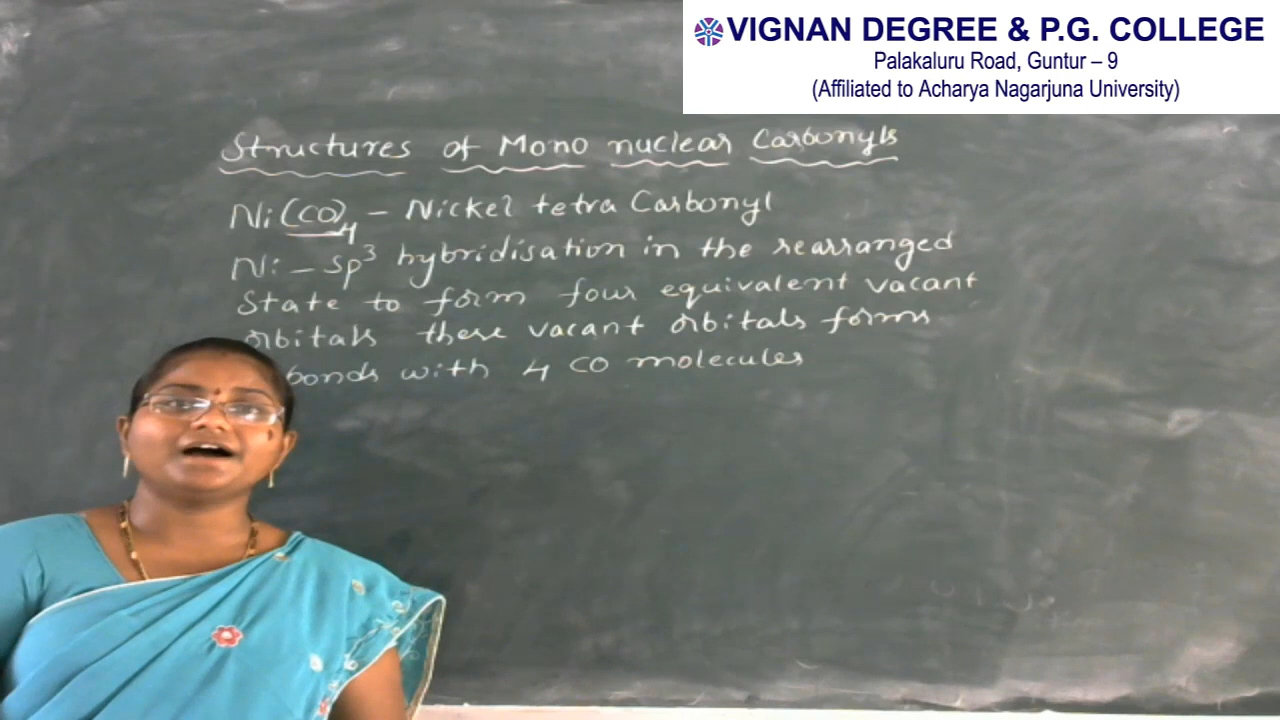 VIGNAN DEGREE & P.G. COLLEGE
Palakaluru Road, Guntur – 9
(Affiliated to Acharya Nagarjuna University)
Structures of Mono nuclear Carbonyls
Ni(CO)4 – Nickel tetra Carbonyl
Ni – sp3 hybridisation in the rearranged
State to form four equivalent vacant
orbitals these vacant orbitals forms
bonds with 4 CO molecules